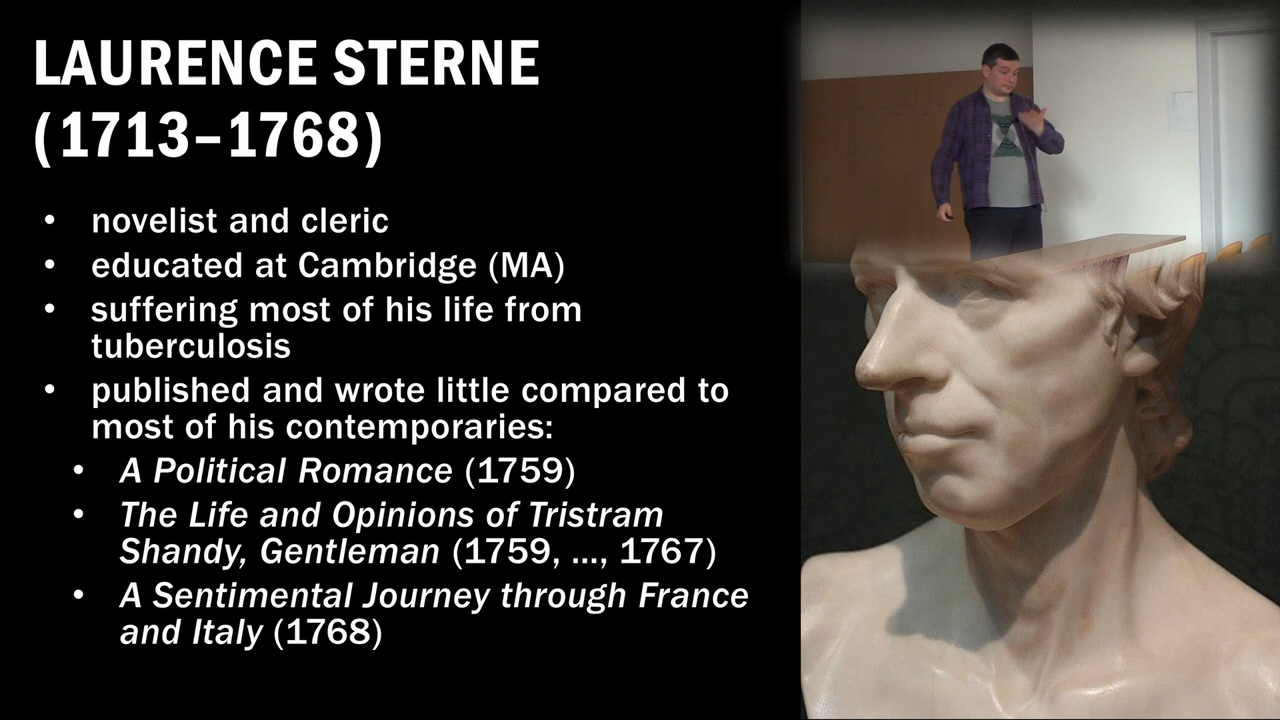 LAURENCE STERNE
(1713–1768)
• novelist and cleric
• educated at Cambridge (MA)
• suffering most of his life from
tuberculosis
• published and wrote little compared to
most of his contemporaries:
• A Political Romance (1759)
• The Life and Opinions of Tristram
Shandy, Gentleman (1759, ..., 1767)
• A Sentimental Journey through France
and Italy (1768)